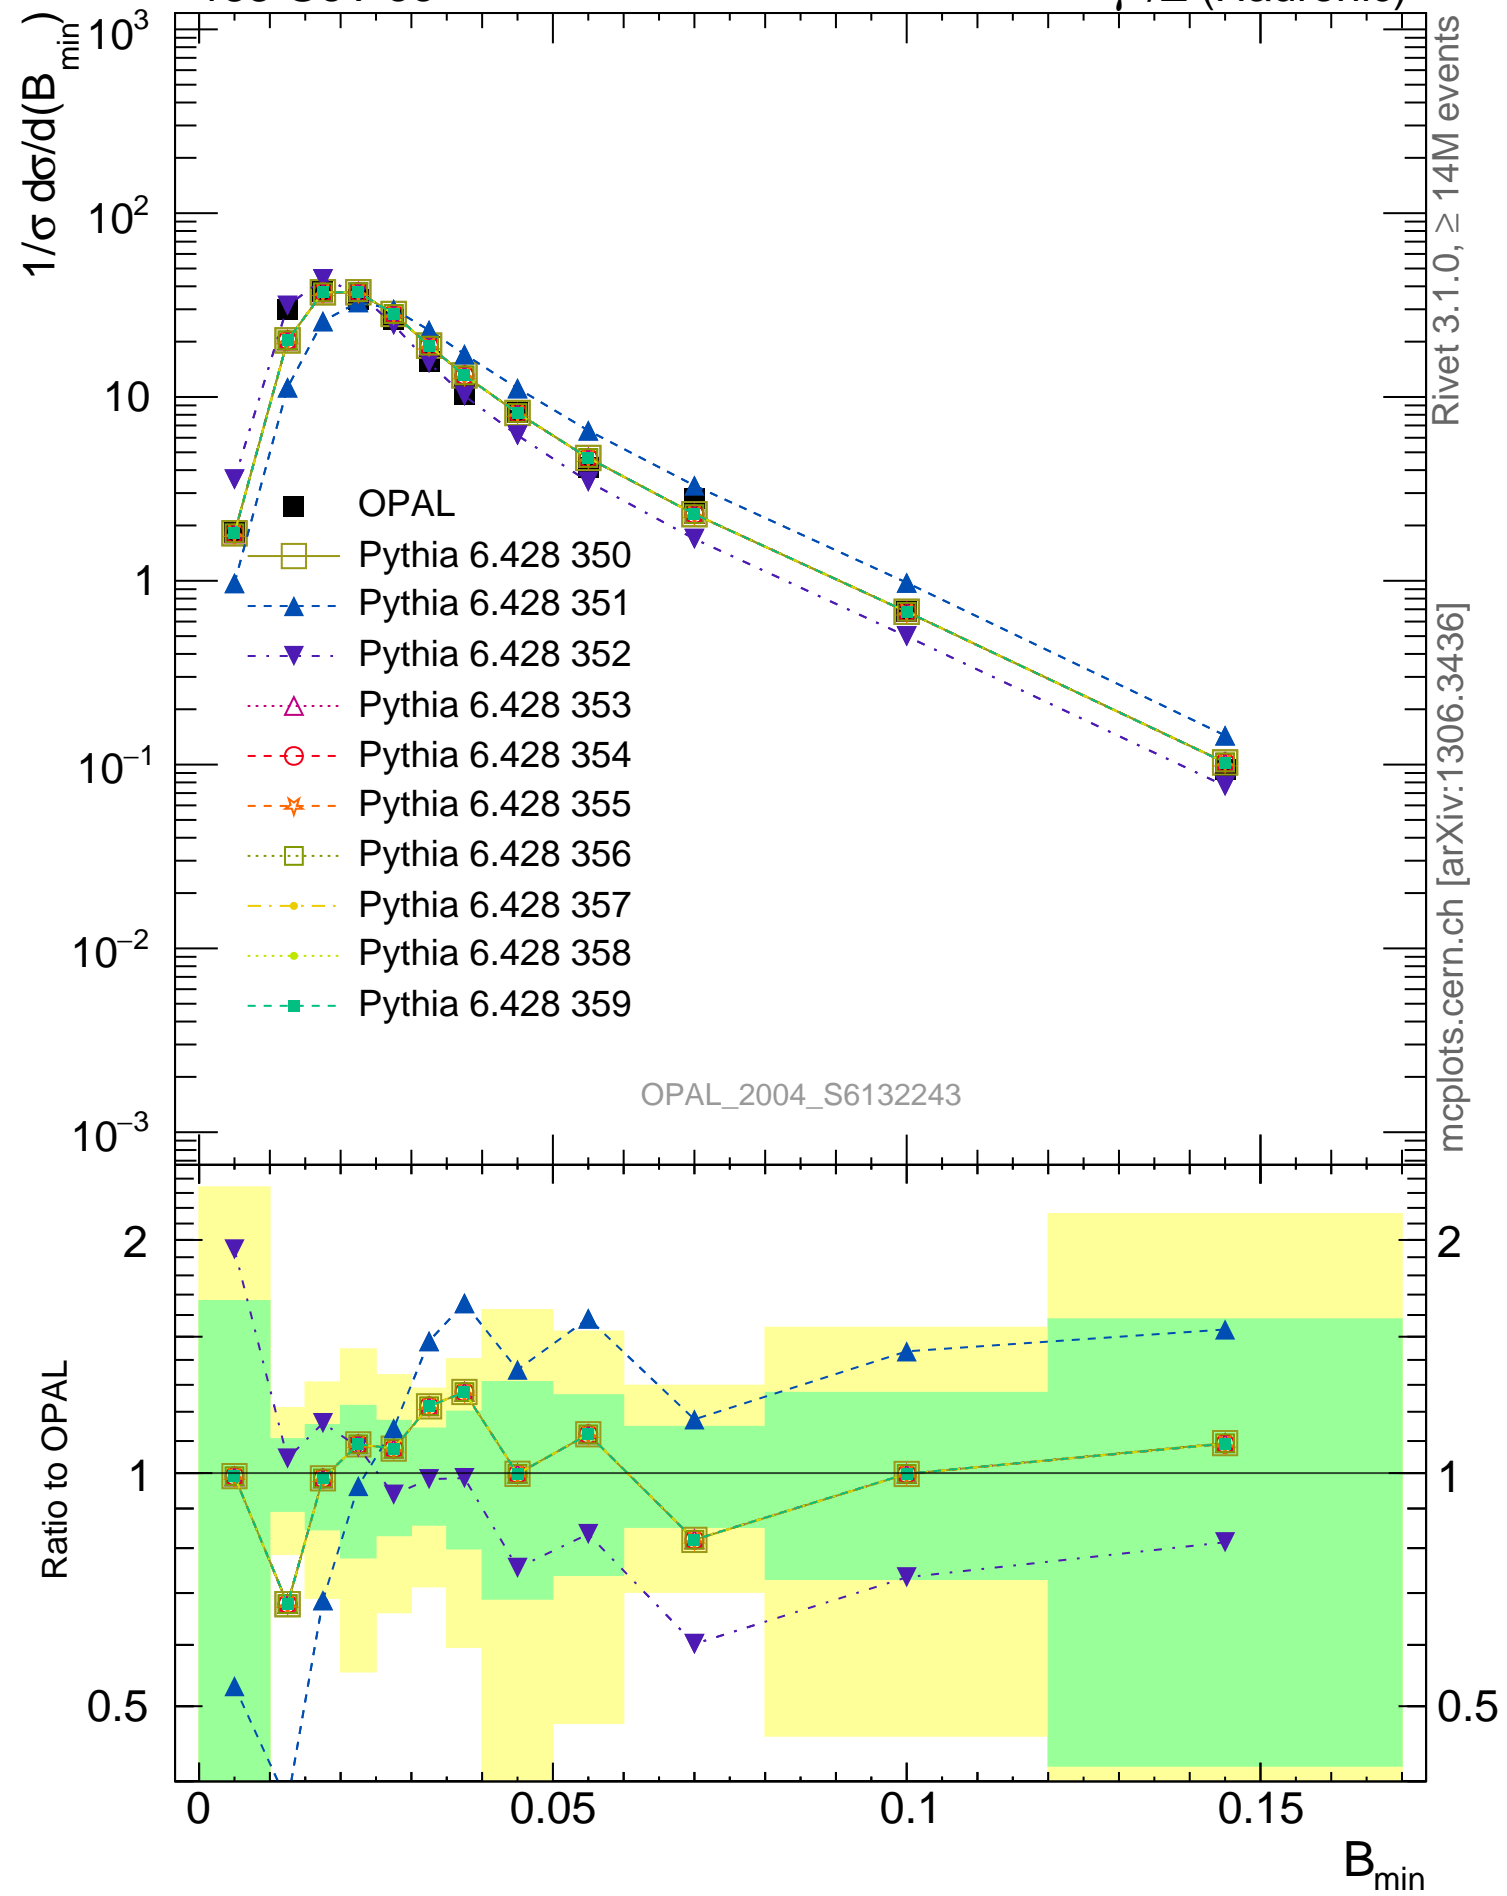 1/σ dσ/d(B_min)
10³
10²
10
1
10⁻¹
10⁻²
10⁻³
OPAL
Pythia 6.428 350
Pythia 6.428 351
Pythia 6.428 352
Pythia 6.428 353
Pythia 6.428 354
Pythia 6.428 355
Pythia 6.428 356
Pythia 6.428 357
Pythia 6.428 358
Pythia 6.428 359
OPAL_2004_S6132243
Rivet 3.1.0, ≥ 14M events
mcplots.cern.ch [arXiv:1306.3436]
Ratio to OPAL
2
1
0.5
2
1
0.5
0 0.05 0.1 0.15
B_min